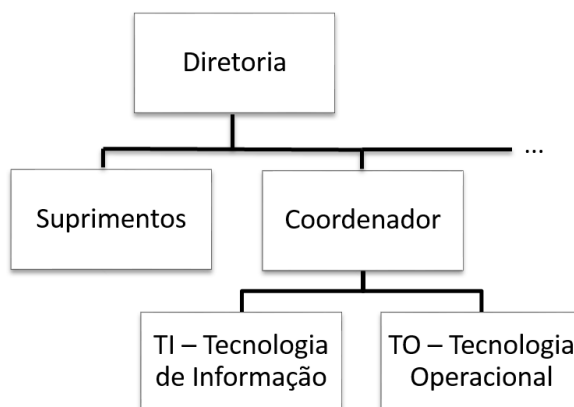 Diretoria
...
Suprimentos
Coordenador
TI – Tecnologia
de Informação
TO – Tecnologia
Operacional